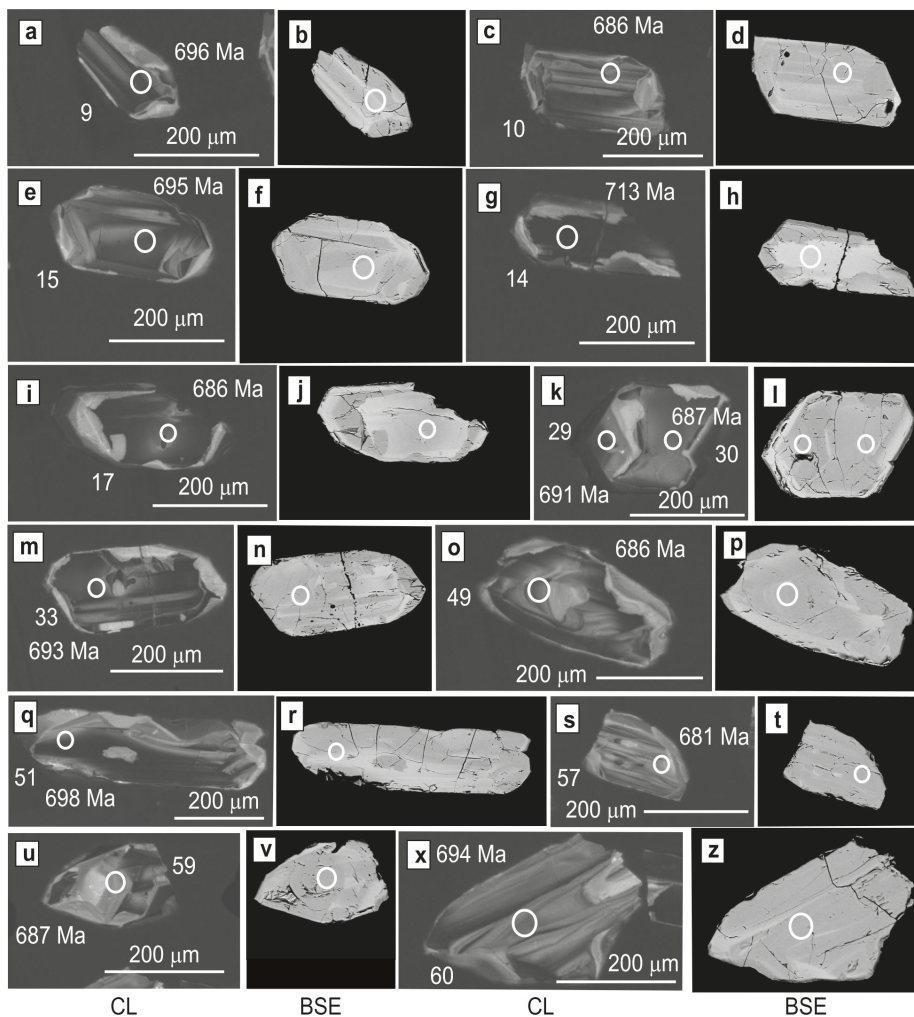 a
696 Ma
9
200 µm
b
c
686 Ma
10
200 µm
d
e
695 Ma
15
200 µm
f
g
713 Ma
14
200 µm
h
i
686 Ma
17
200 µm
j
k
29
687 Ma
30
691 Ma
200 µm
l
m
33
693 Ma
200 µm
n
o
686 Ma
49
200 µm
p
q
51
698 Ma
200 µm
r
s
681 Ma
57
200 µm
t
u
59
687 Ma
200 µm
v
x
694 Ma
60
200 µm
z
CL
BSE
CL
BSE